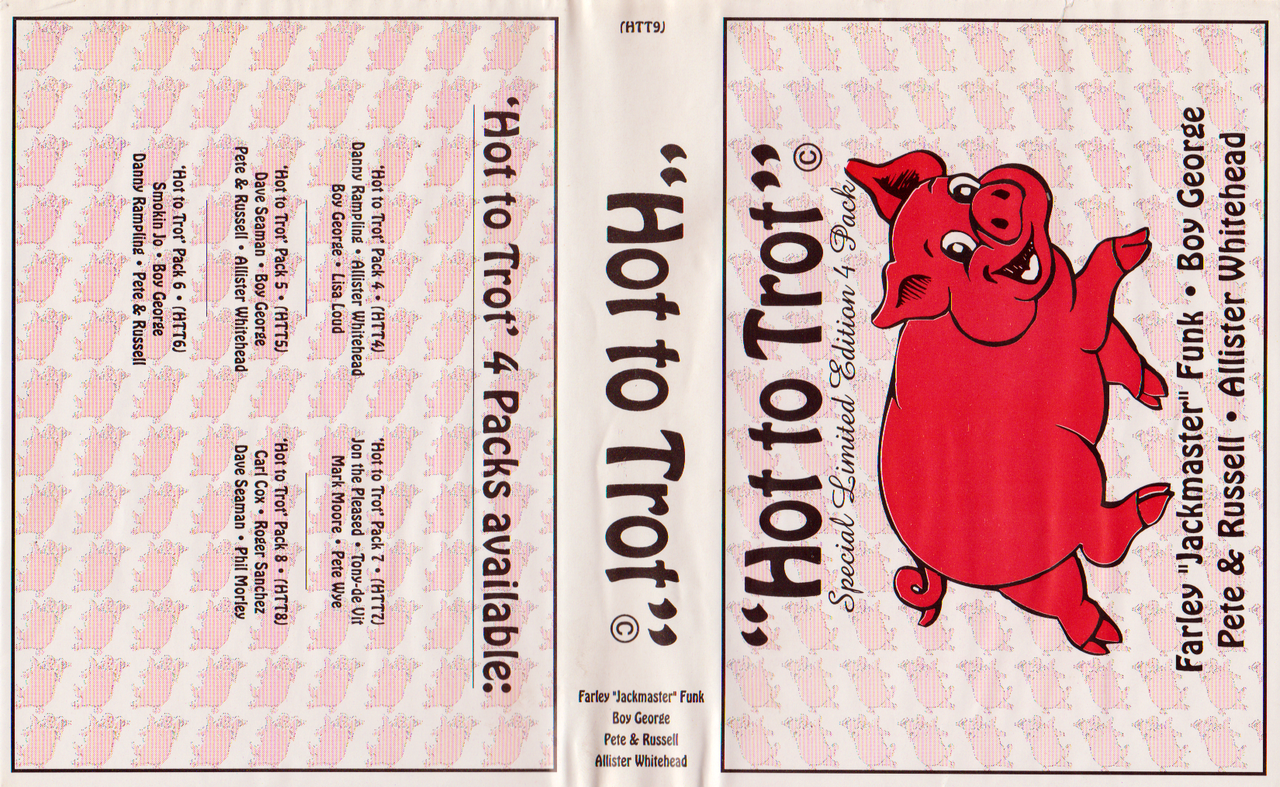 'Hot to Trot' 4 Packs available:
'Hot to Trot' Pack 4 • (HTT4)
Danny Rampling • Allister Whitehead
Boy George • Lisa Loud
'Hot to Trot' Pack 5 • (HTT5)
Dave Seaman • Boy George
Pete & Russell • Allister Whitehead
'Hot to Trot' Pack 6 • (HTT6)
Smokin Jo • Boy George
Danny Rampling • Pete & Russell
'Hot to Trot' Pack 7 • (HTT7)
Jon the Pleased • Tony-de Vit
Mark Moore • Pete Wye
'Hot to Trot' Pack 8 • (HTT8)
Carl Cox • Roger Sanchez
Dave Seaman • Phil Morley
(HTT9)
"Hot to Trot" ©
Farley "Jackmaster" Funk
Boy George
Pete & Russell
Allister Whitehead
"Hot to Trot" ©
Special Limited Edition 4 Pack
Farley "Jackmaster" Funk • Boy George
Pete & Russell • Allister Whitehead